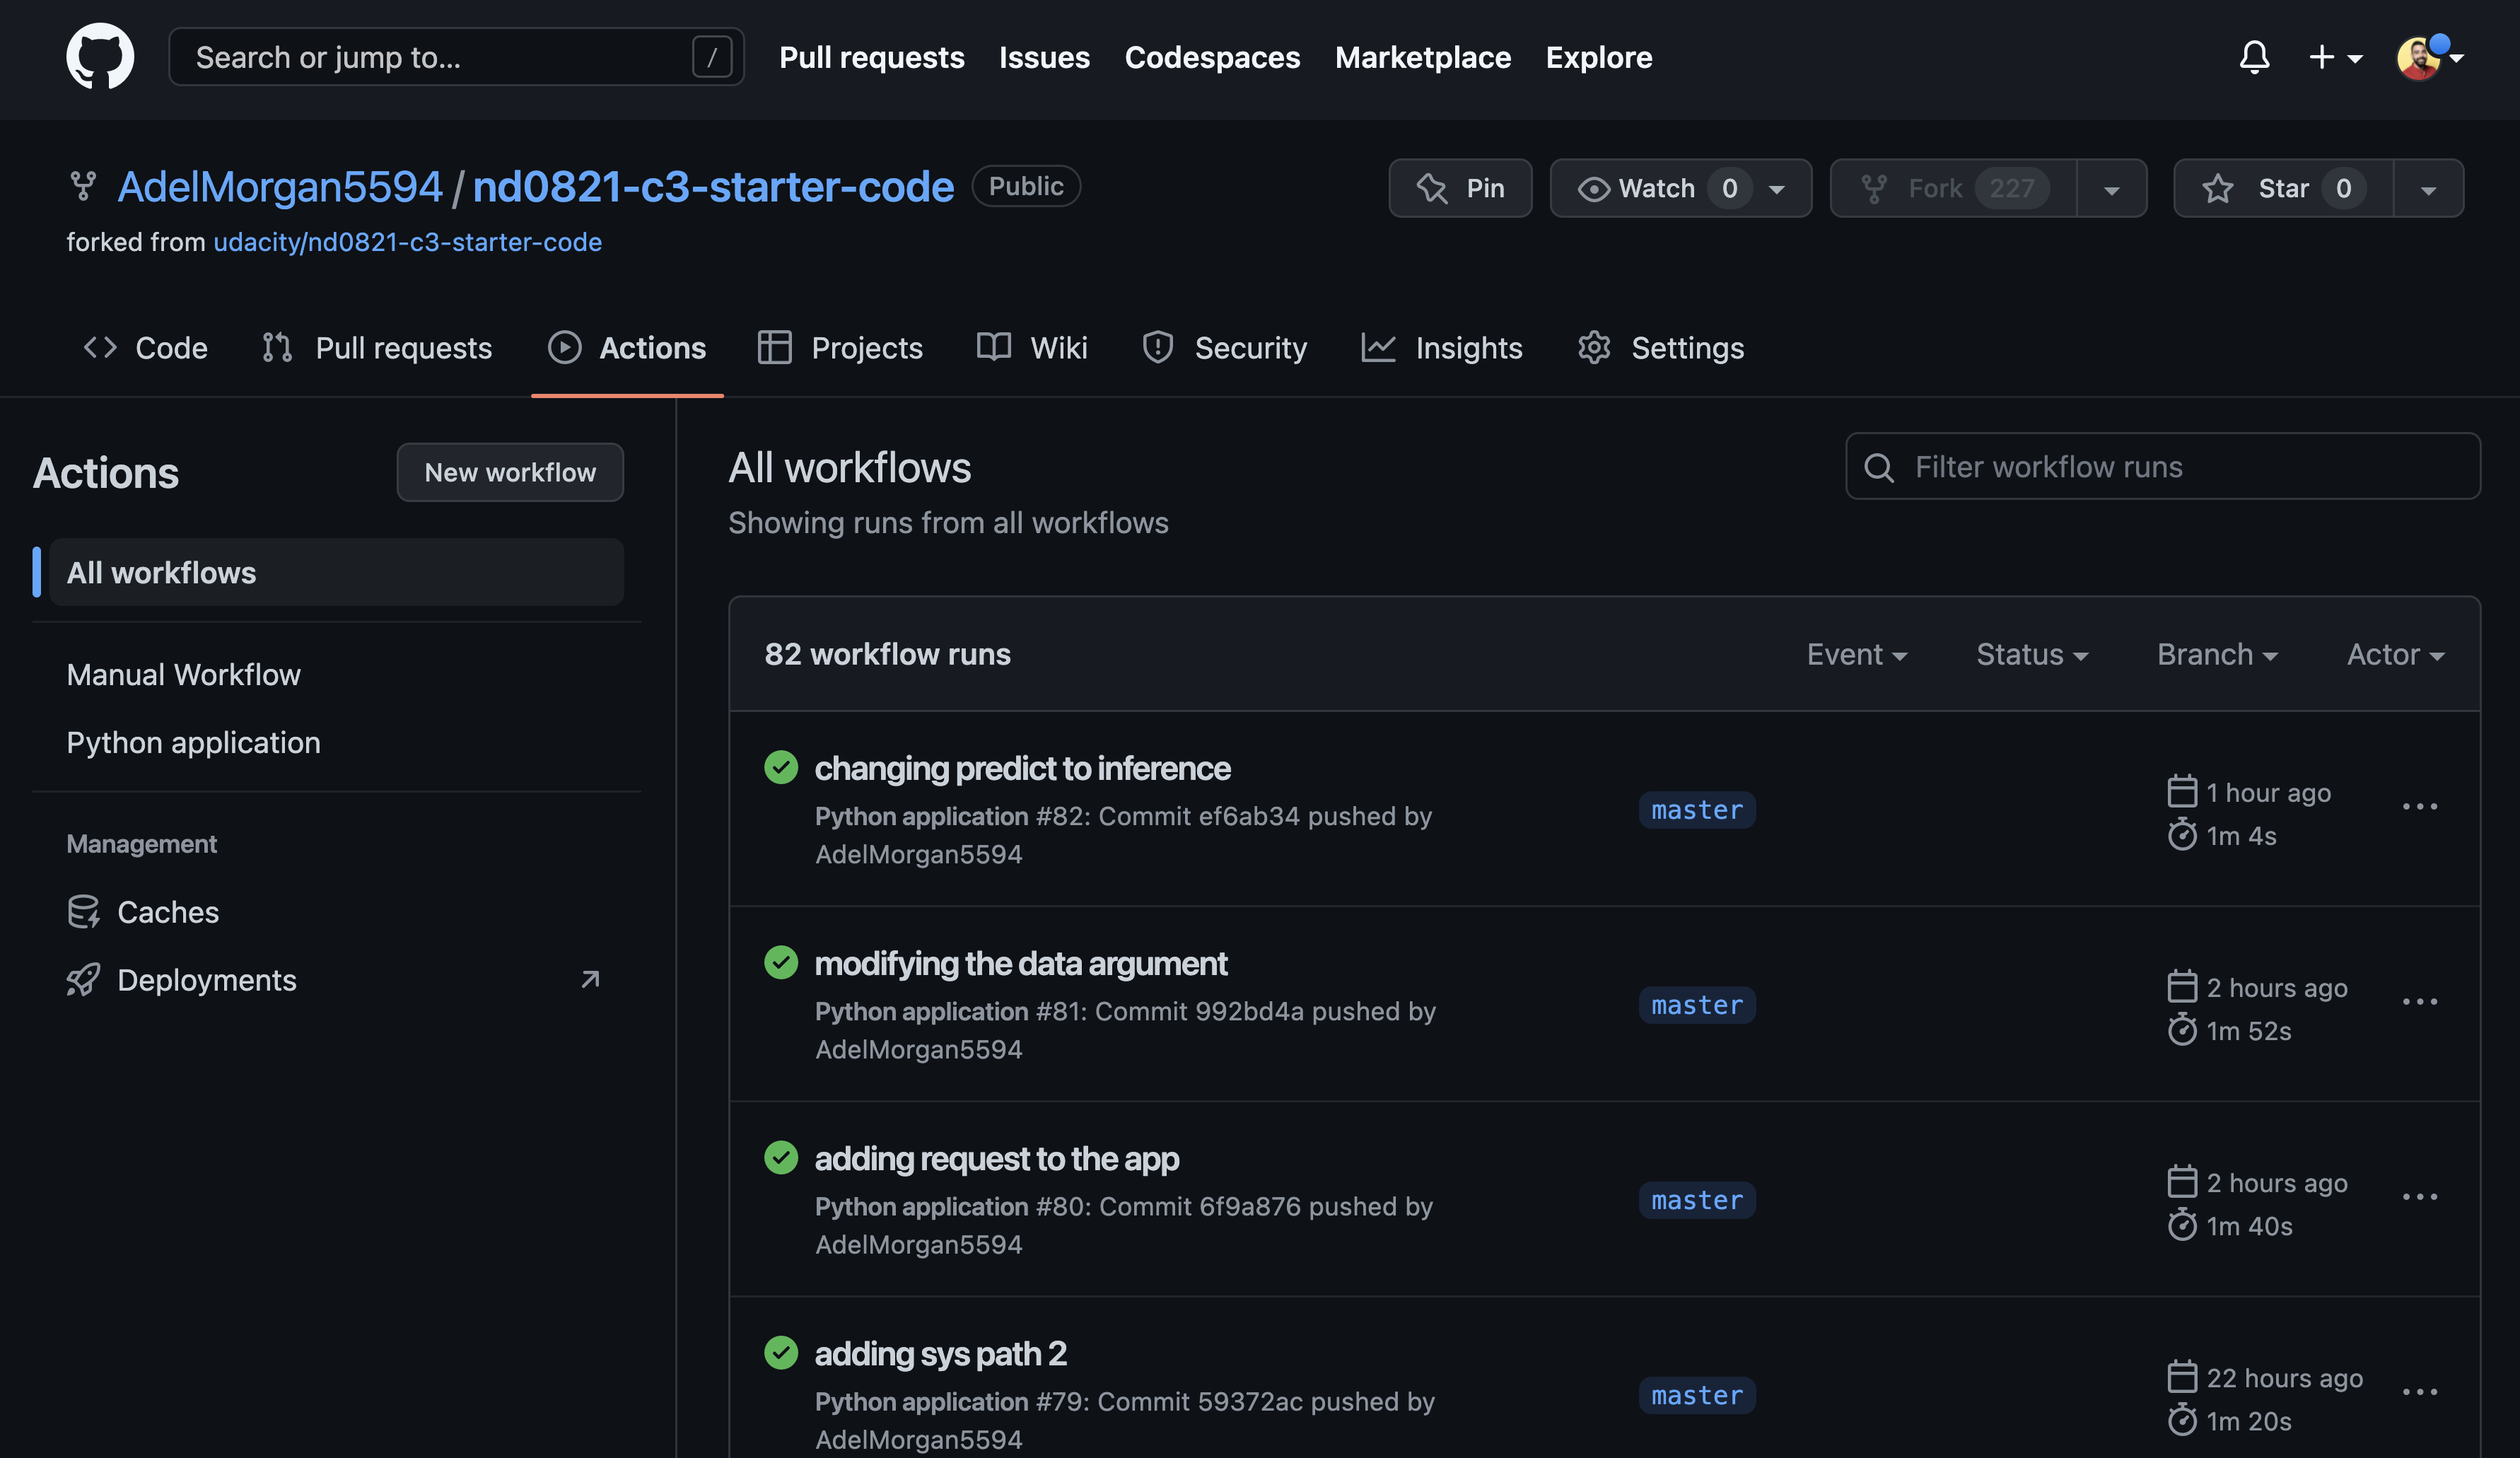 Search or jump to... /
Pull requests Issues Codespaces Marketplace Explore
AdelMorgan5594 / nd0821-c3-starter-code Public
Pin Watch 0 Fork 227 Star 0
forked from udacity/nd0821-c3-starter-code
Code Pull requests Actions Projects Wiki Security Insights Settings
Actions
New workflow
All workflows
Manual Workflow
Python application
Management
Caches
Deployments
All workflows
Filter workflow runs
Showing runs from all workflows
82 workflow runs
Event Status Branch Actor
changing predict to inference
Python application #82: Commit ef6ab34 pushed by
AdelMorgan5594
master
1 hour ago
1m 4s
modifying the data argument
Python application #81: Commit 992bd4a pushed by
AdelMorgan5594
master
2 hours ago
1m 52s
adding request to the app
Python application #80: Commit 6f9a876 pushed by
AdelMorgan5594
master
2 hours ago
1m 40s
adding sys path 2
Python application #79: Commit 59372ac pushed by
AdelMorgan5594
master
22 hours ago
1m 20s